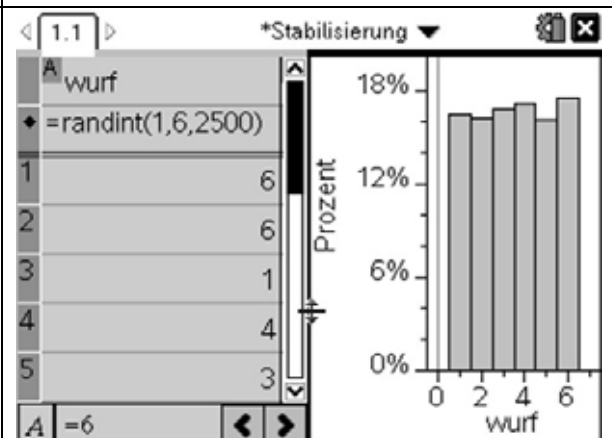 1.1 *Stabilisierung
A wurf
=randint(1,6,2500)
1 6
2 6
3 1
4 4
5 3
A =6
Prozent
18%
12%
6%
0%
0 2 4 6
wurf